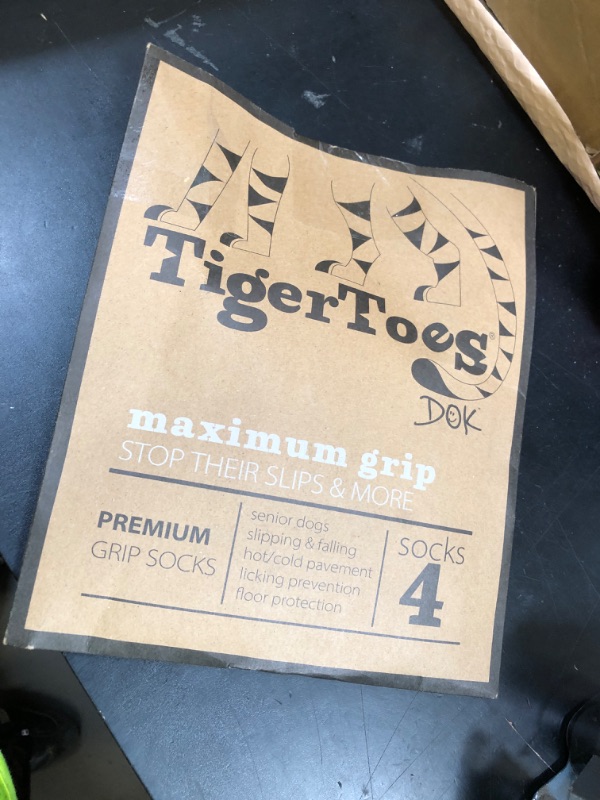 TigerToes®
DOK
maximum grip
STOP THEIR SLIPS & MORE
PREMIUM
GRIP SOCKS
senior dogs
slipping & falling
hot/cold pavement
licking prevention
floor protection
socks
4